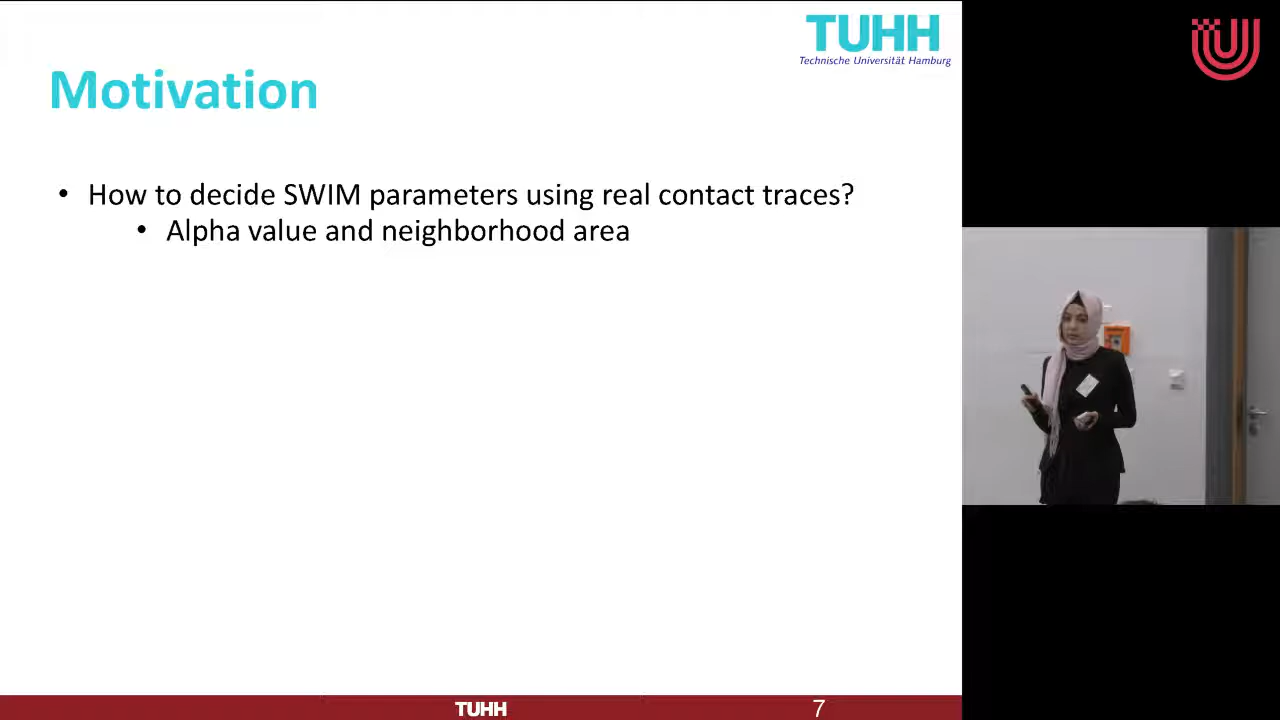 TUHH
Technische Universität Hamburg
Motivation
• How to decide SWIM parameters using real contact traces?
• Alpha value and neighborhood area
TUHH
7